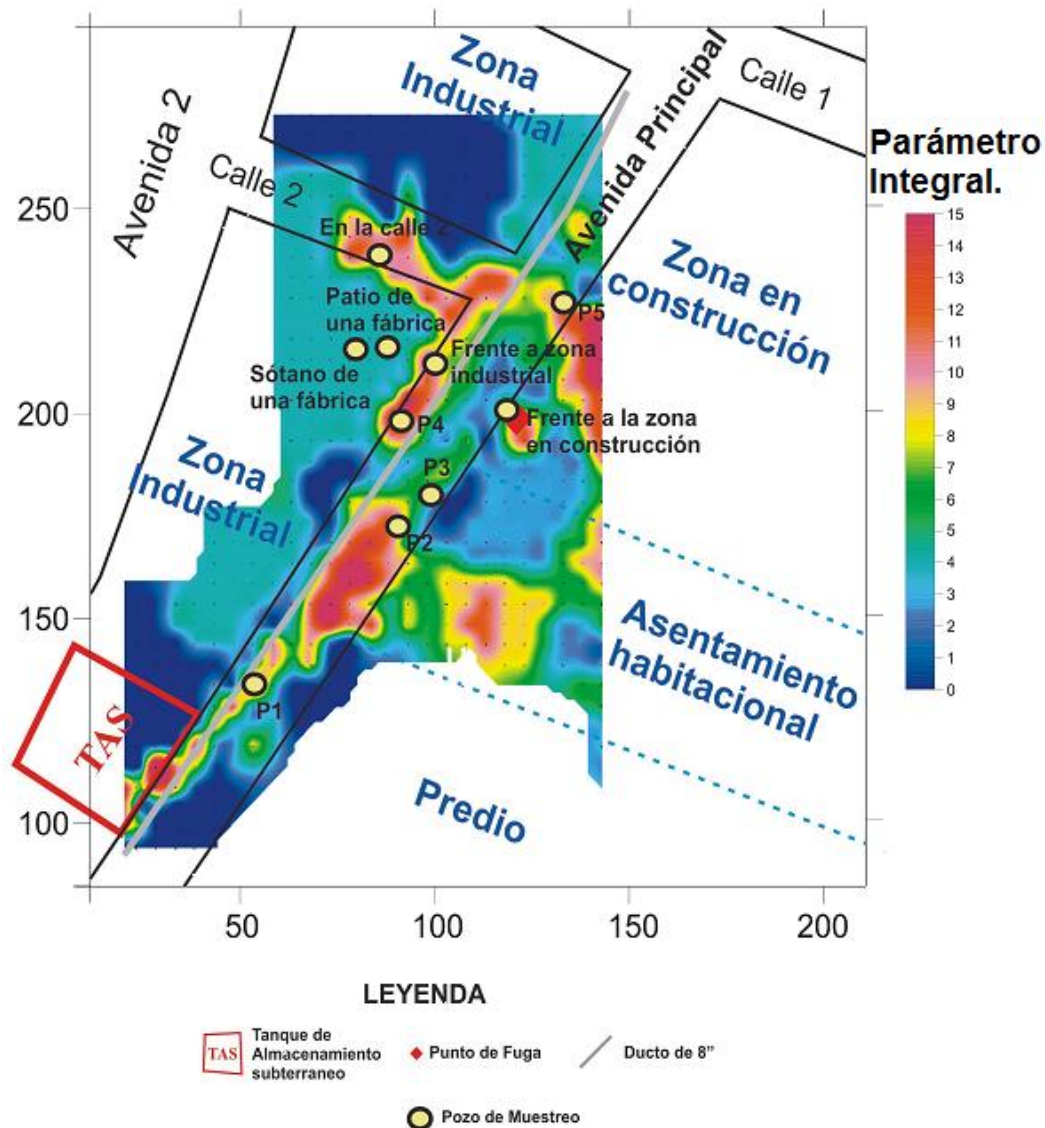 Zona
Industrial
Avenida Principal
Calle 1
Avenida 2
Calle 2
Parámetro
Integral.
15
14
13
12
11
10
9
8
7
6
5
4
3
2
1
0
250
200
150
100
En la calle 2
Patio de
una fábrica
Sótano de
una fábrica
Frente a zona
industrial
P5
Zona en
construcción
P4
Frente a la zona
en construcción
P3
P2
Zona
Industrial
Asentamiento
habitacional
P1
TAS
Predio
50
100
150
200
LEYENDA
TAS
Tanque de
Almacenamiento
subterraneo
Punto de Fuga
Ducto de 8”
Pozo de Muestreo